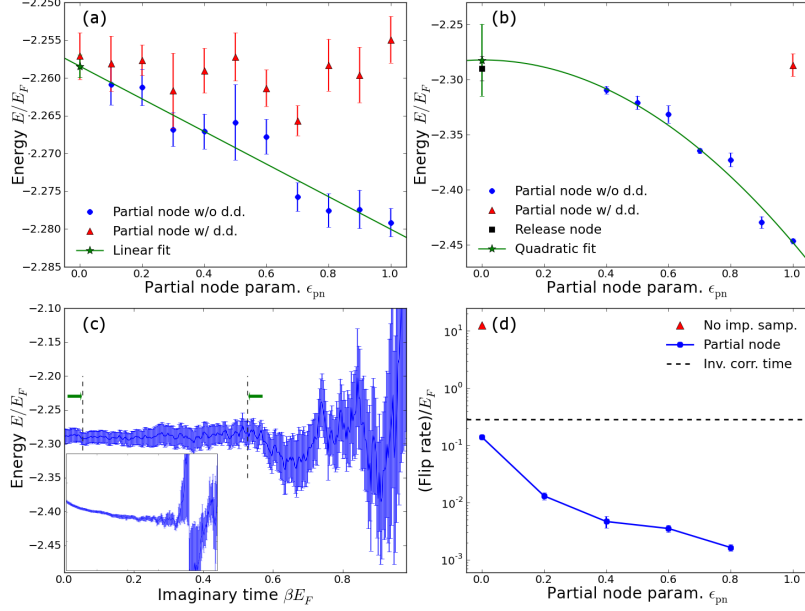 (a)
Energy E/E_F
−2.250
−2.255
−2.260
−2.265
−2.270
−2.275
−2.280
−2.285
Partial node w/o d.d.
Partial node w/ d.d.
Linear fit
0.0 0.2 0.4 0.6 0.8 1.0
Partial node param. ϵ_pn
(b)
Energy E/E_F
−2.25
−2.30
−2.35
−2.40
−2.45
Partial node w/o d.d.
Partial node w/ d.d.
Release node
Quadratic fit
0.0 0.2 0.4 0.6 0.8 1.0
Partial node param. ϵ_pn
(c)
Energy E/E_F
−2.10
−2.15
−2.20
−2.25
−2.30
−2.35
−2.40
−2.45
0.0 0.2 0.4 0.6 0.8
Imaginary time βE_F
(d)
(Flip rate)/E_F
10^1
10^0
10^−1
10^−2
10^−3
No imp. samp.
Partial node
Inv. corr. time
0.0 0.2 0.4 0.6 0.8 1.0
Partial node param. ϵ_pn